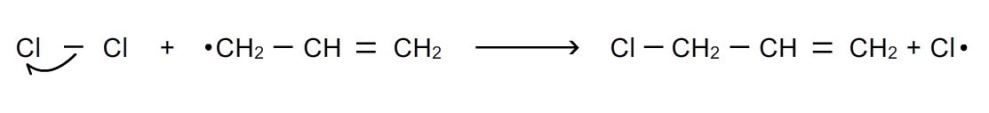 Cl — Cl + •CH₂ — CH = CH₂ ⟶ Cl — CH₂ — CH = CH₂ + Cl•